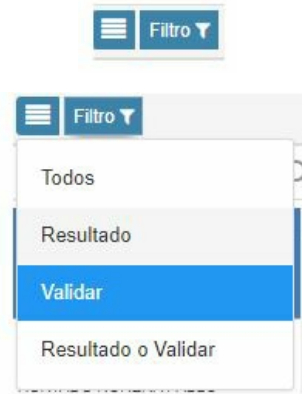 Filtro
Filtro
Todos
Resultado
Validar
Resultado o Validar